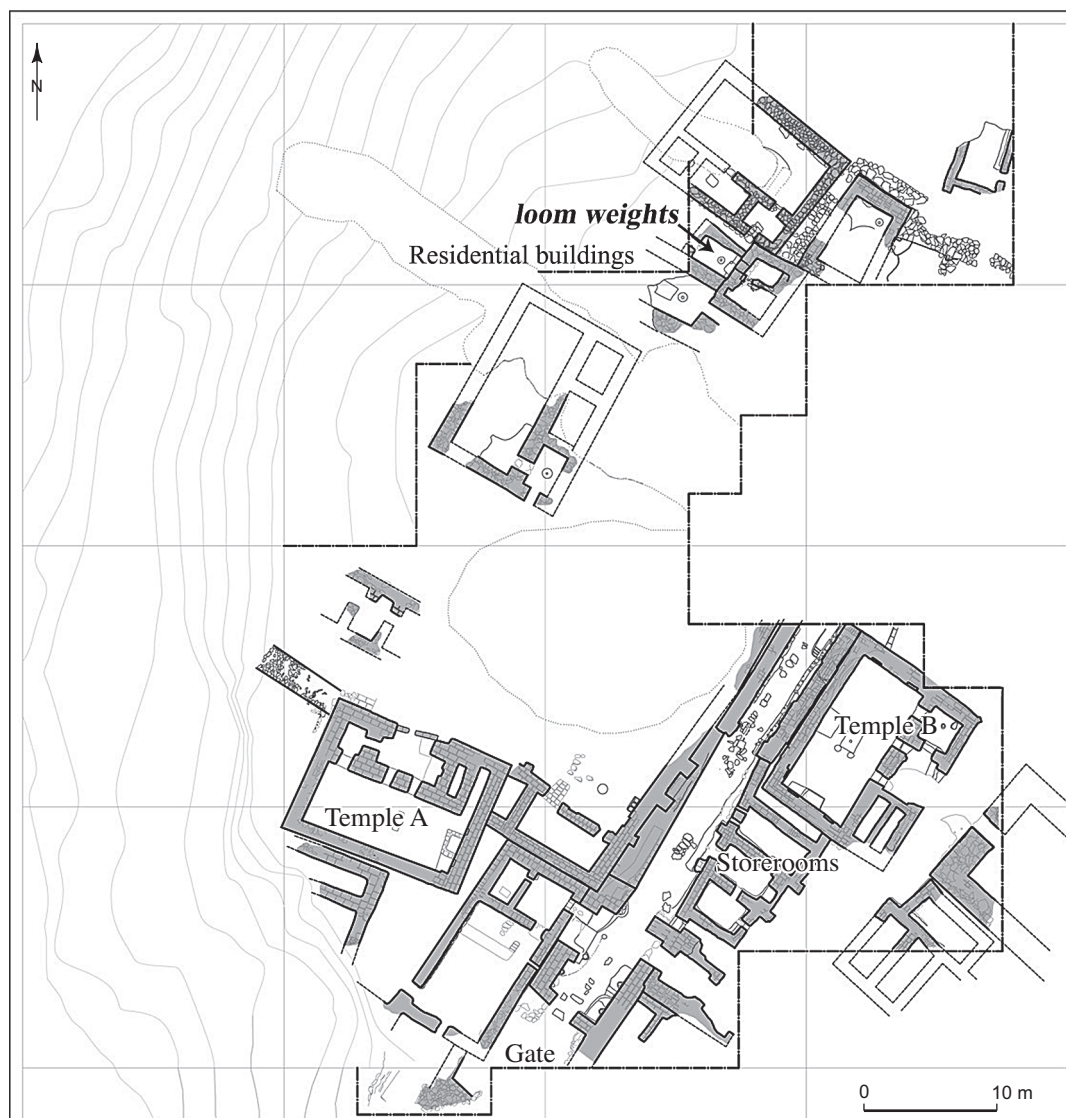 N
loom weights
Residential buildings
Temple B
Temple A
Storerooms
Gate
0 10 m